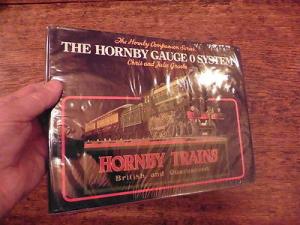 The Hornby Companion Series
THE HORNBY GAUGE 0 SYSTEM
Chris and Julie Graebe
HORNBY TRAINS
British and Guaranteed